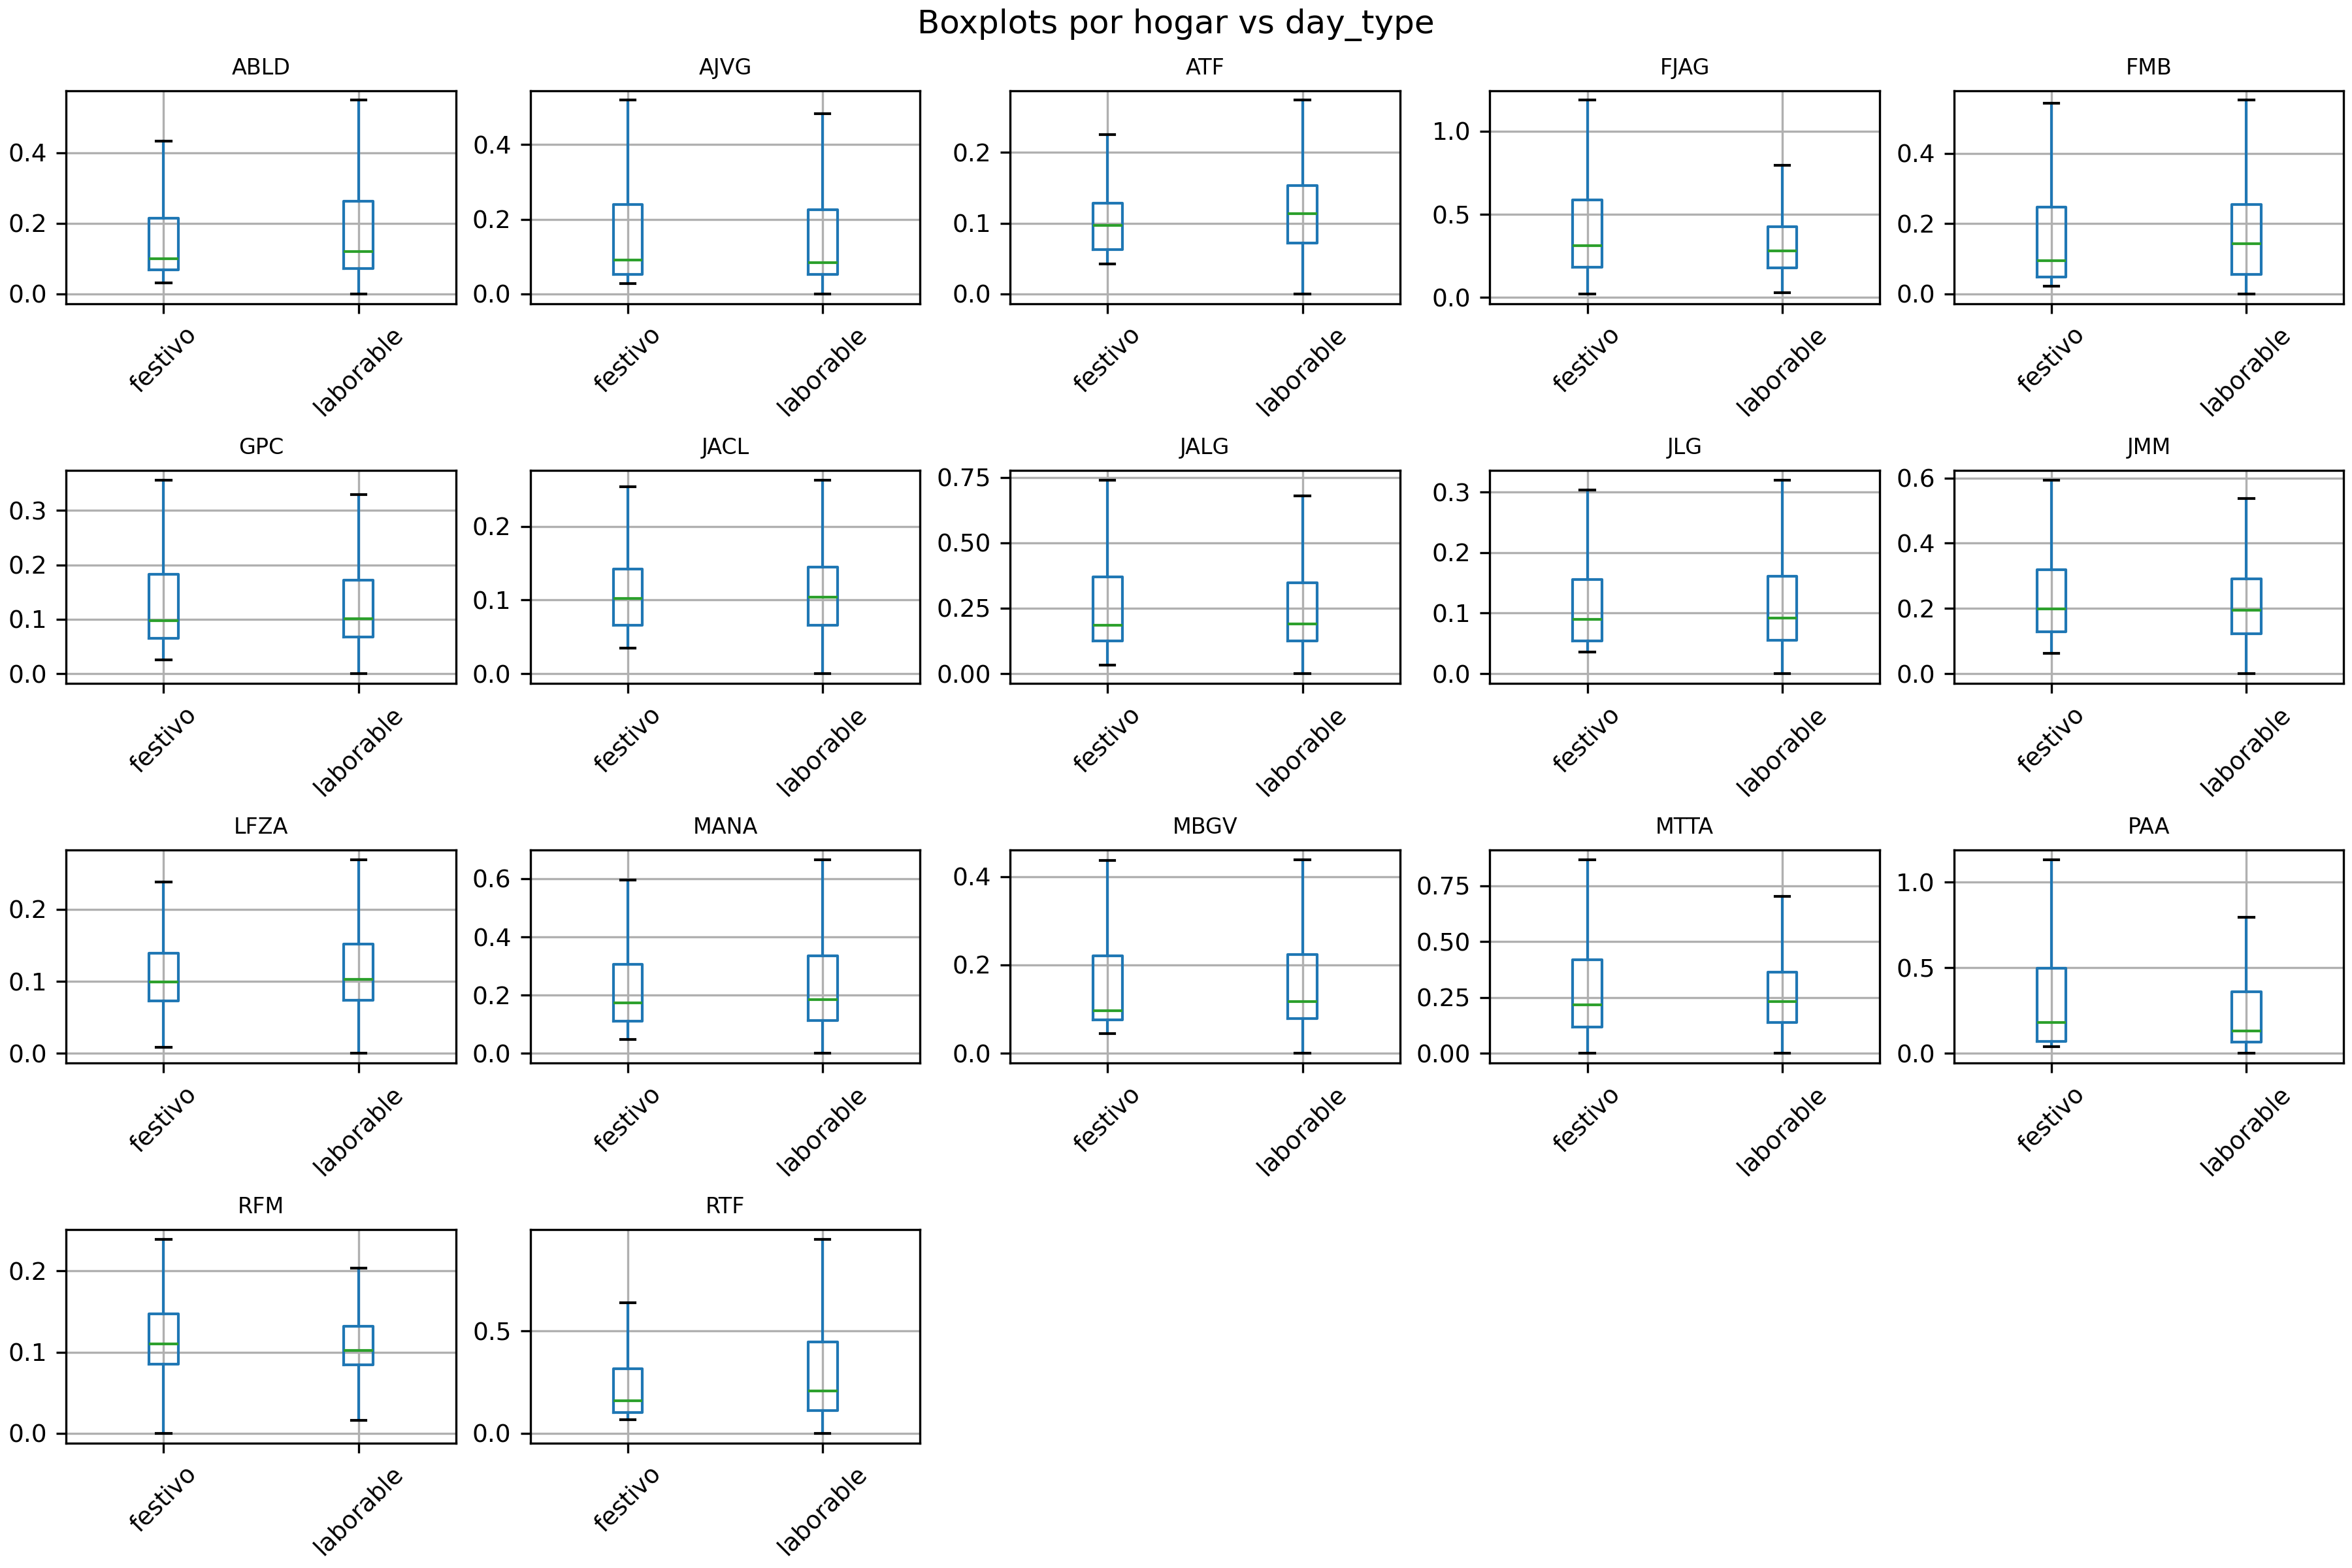 Boxplots por hogar vs day_type
ABLD
0.4
0.2
0.0
festivo
laborable
AJVG
0.4
0.2
0.0
festivo
laborable
ATF
0.2
0.1
0.0
festivo
laborable
FJAG
1.0
0.5
0.0
festivo
laborable
FMB
0.4
0.2
0.0
festivo
laborable
GPC
0.3
0.2
0.1
0.0
festivo
laborable
JACL
0.2
0.1
0.0
festivo
laborable
JALG
0.75
0.50
0.25
0.00
festivo
laborable
JLG
0.3
0.2
0.1
0.0
festivo
laborable
JMM
0.6
0.4
0.2
0.0
festivo
laborable
LFZA
0.2
0.1
0.0
festivo
laborable
MANA
0.6
0.4
0.2
0.0
festivo
laborable
MBGV
0.4
0.2
0.0
festivo
laborable
MTTA
0.75
0.50
0.25
0.00
festivo
laborable
PAA
1.0
0.5
0.0
festivo
laborable
RFM
0.2
0.1
0.0
festivo
laborable
RTF
0.5
0.0
festivo
laborable